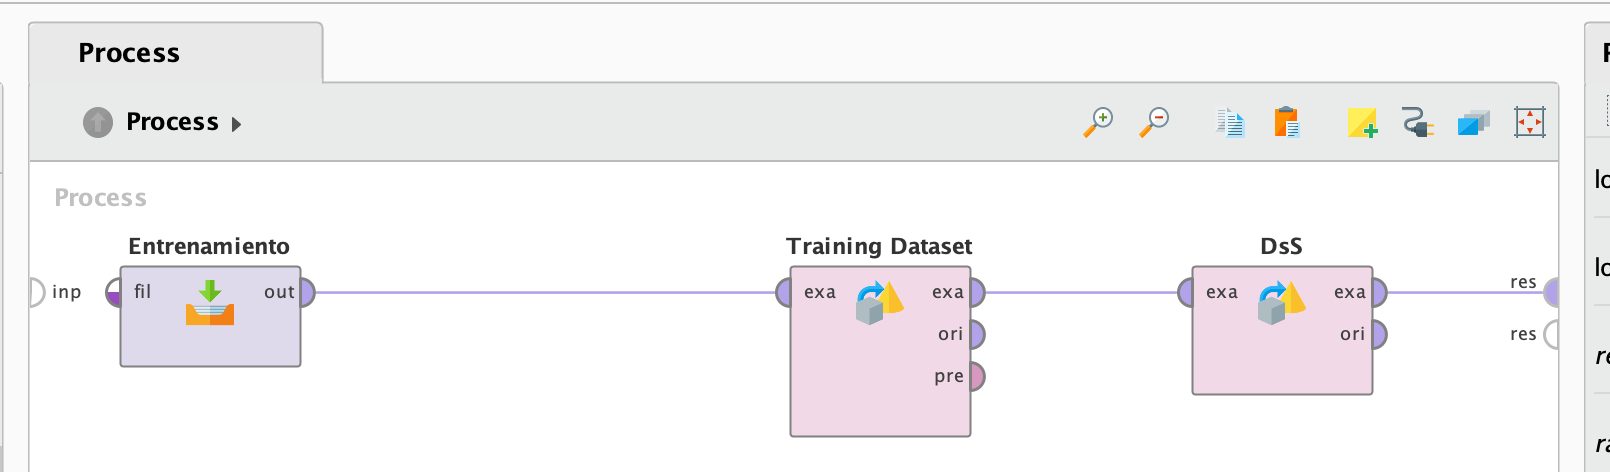 Process
Process
Process
Entrenamiento
Training Dataset
DsS
inp
fil
out
exa
exa
exa
exa
res
ori
ori
res
pre
lo
lo
re
ra